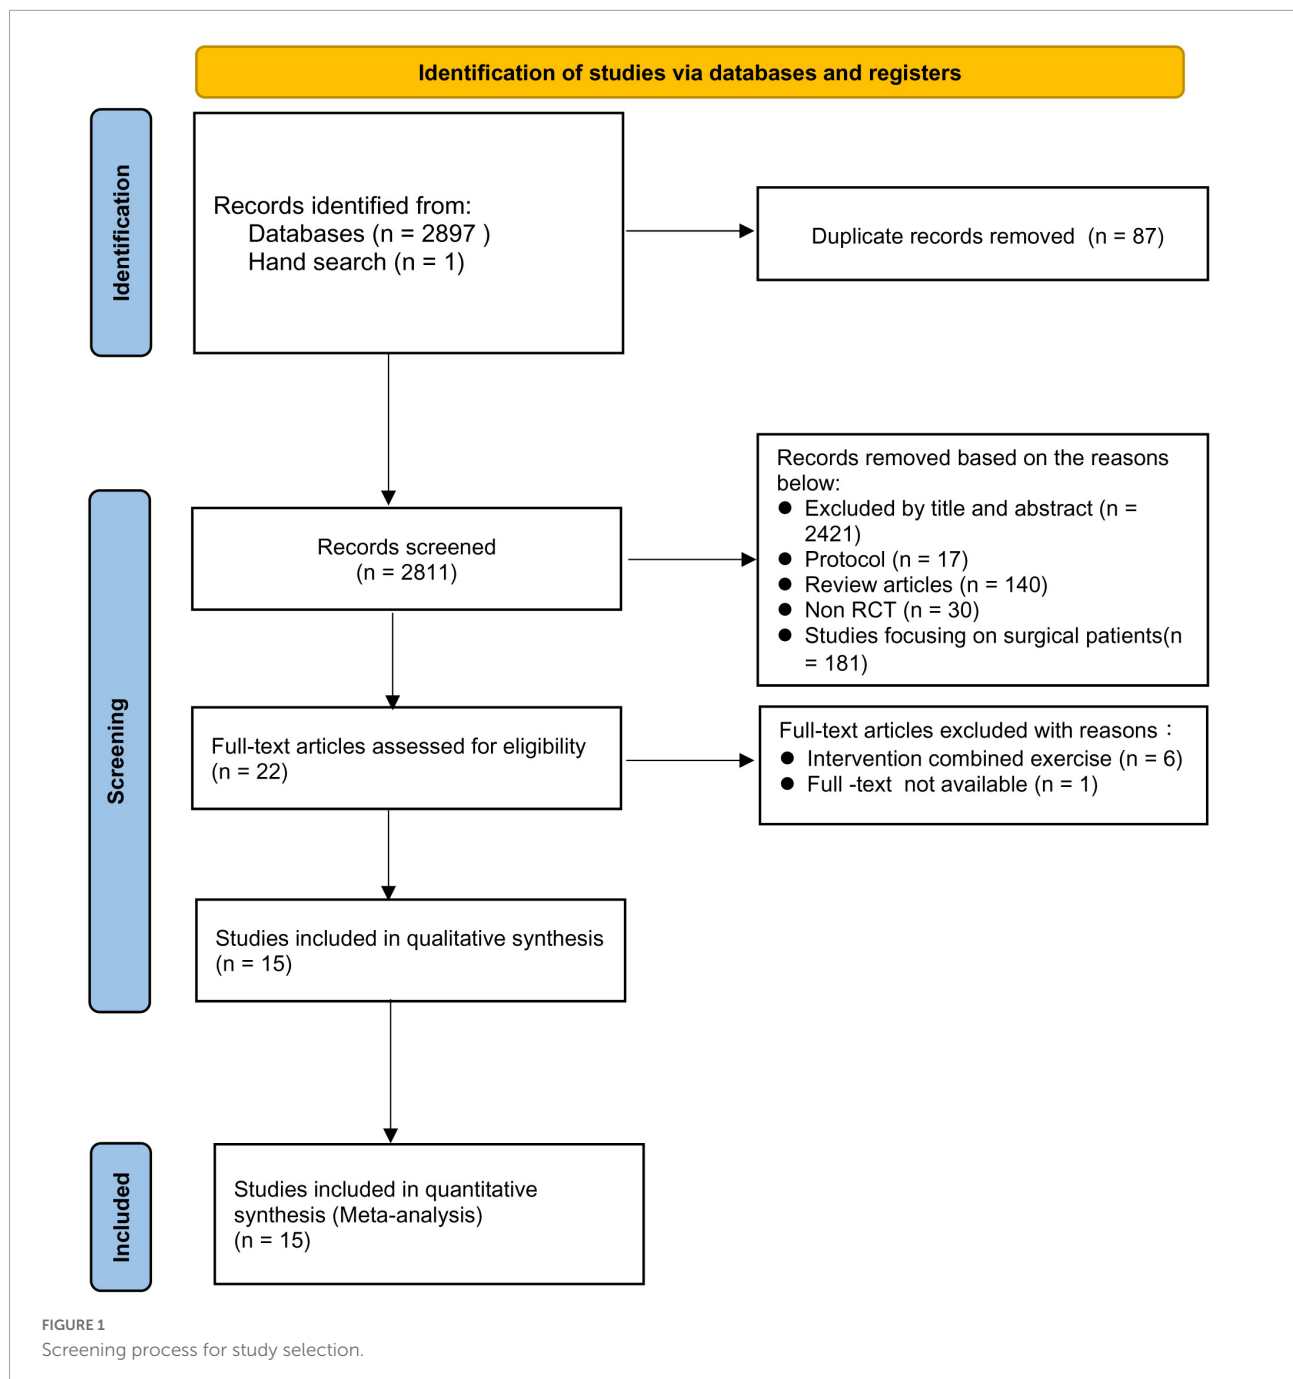 Identification of studies via databases and registers
Identification
Records identified from:
Databases (n = 2897 )
Hand search (n = 1)
Duplicate records removed (n = 87)
Screening
Records screened
(n = 2811)
Records removed based on the reasons
below:
● Excluded by title and abstract (n =
2421)
● Protocol (n = 17)
● Review articles (n = 140)
● Non RCT (n = 30)
● Studies focusing on surgical patients(n
= 181)
Full-text articles assessed for eligibility
(n = 22)
Full-text articles excluded with reasons：
● Intervention combined exercise (n = 6)
● Full -text not available (n = 1)
Studies included in qualitative synthesis
(n = 15)
Included
Studies included in quantitative
synthesis (Meta-analysis)
(n = 15)
FIGURE 1
Screening process for study selection.